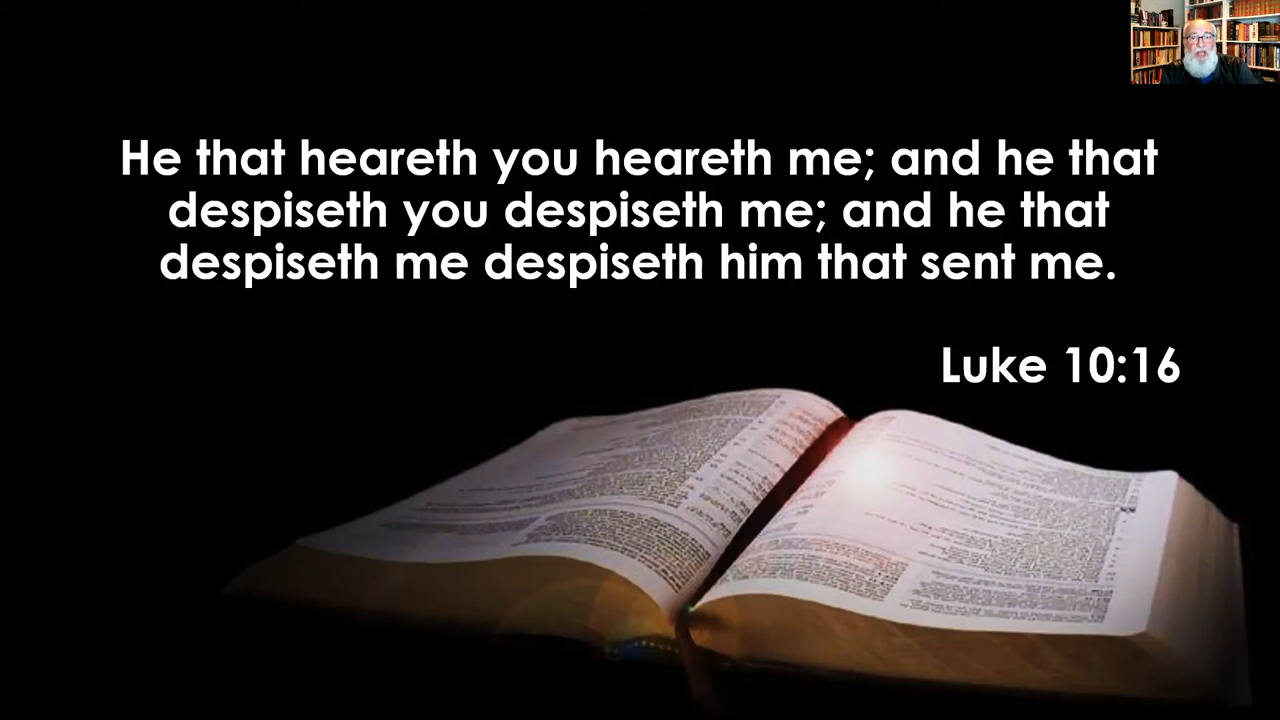 He that heareth you heareth me; and he that
despiseth you despiseth me; and he that
despiseth me despiseth him that sent me.
Luke 10:16